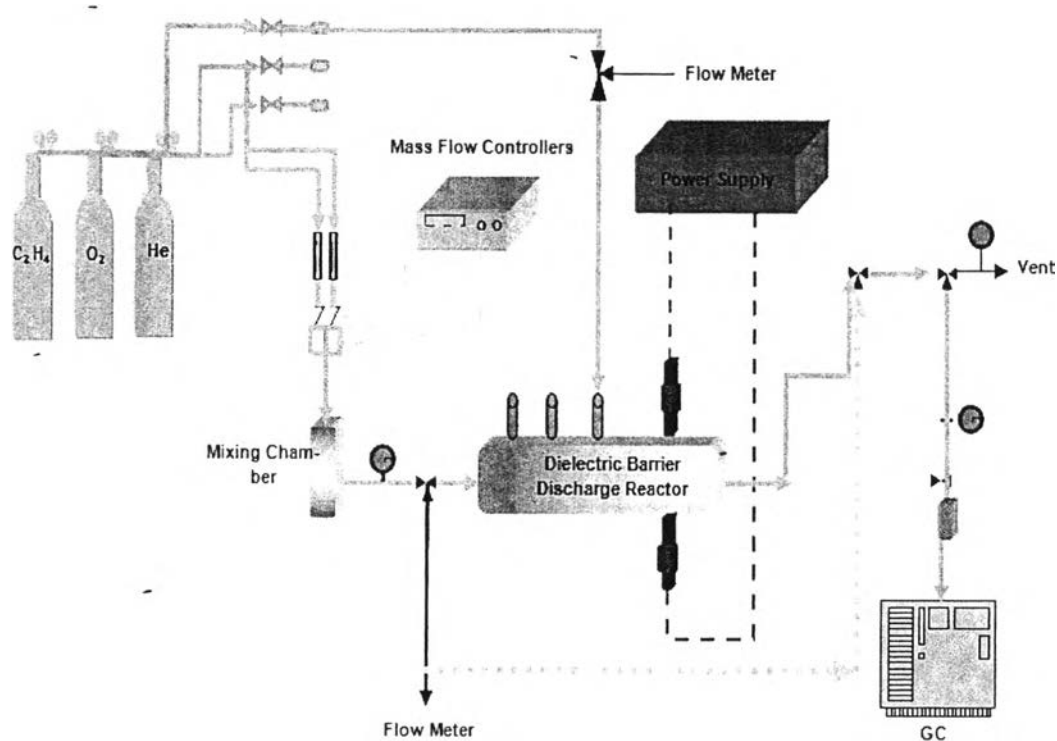 Flow Meter
Mass Flow Controllers
Power Supply
C₂H₄
O₂
He
Vent
Mixing Cham-
ber
Dielectric Barrier
Discharge Reactor
Flow Meter
GC